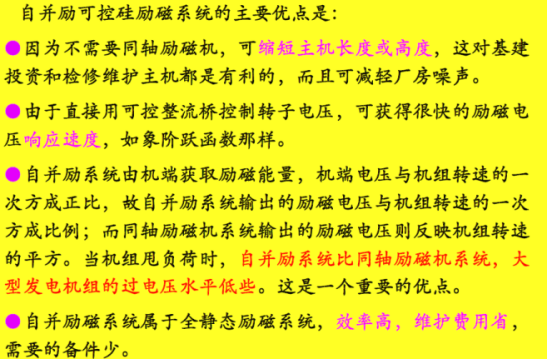 自并励可控硅励磁系统的主要优点是:
●因为不需要同轴励磁机，可缩短主机长度或高度，这对基建
投资和检修维护主机都是有利的，而且可减轻厂房噪声。
●由于直接用可控整流桥控制转子电压，可获得很快的励磁电
压响应速度，如象阶跃函数那样。
●自并励系统由机端获取励磁能量，机端电压与机组转速的一
次方成正比，故自并励系统输出的励磁电压与机组转速的一次
方成比例；而同轴励磁机系统输出的励磁电压则反映机组转速
的平方。当机组甩负荷时，自并励系统比同轴励磁机系统，大
型发电机组的过电压水平低些。这是一个重要的优点。
●自并励磁系统属于全静态励磁系统，效率高，维护费用省，
需要的备件少。